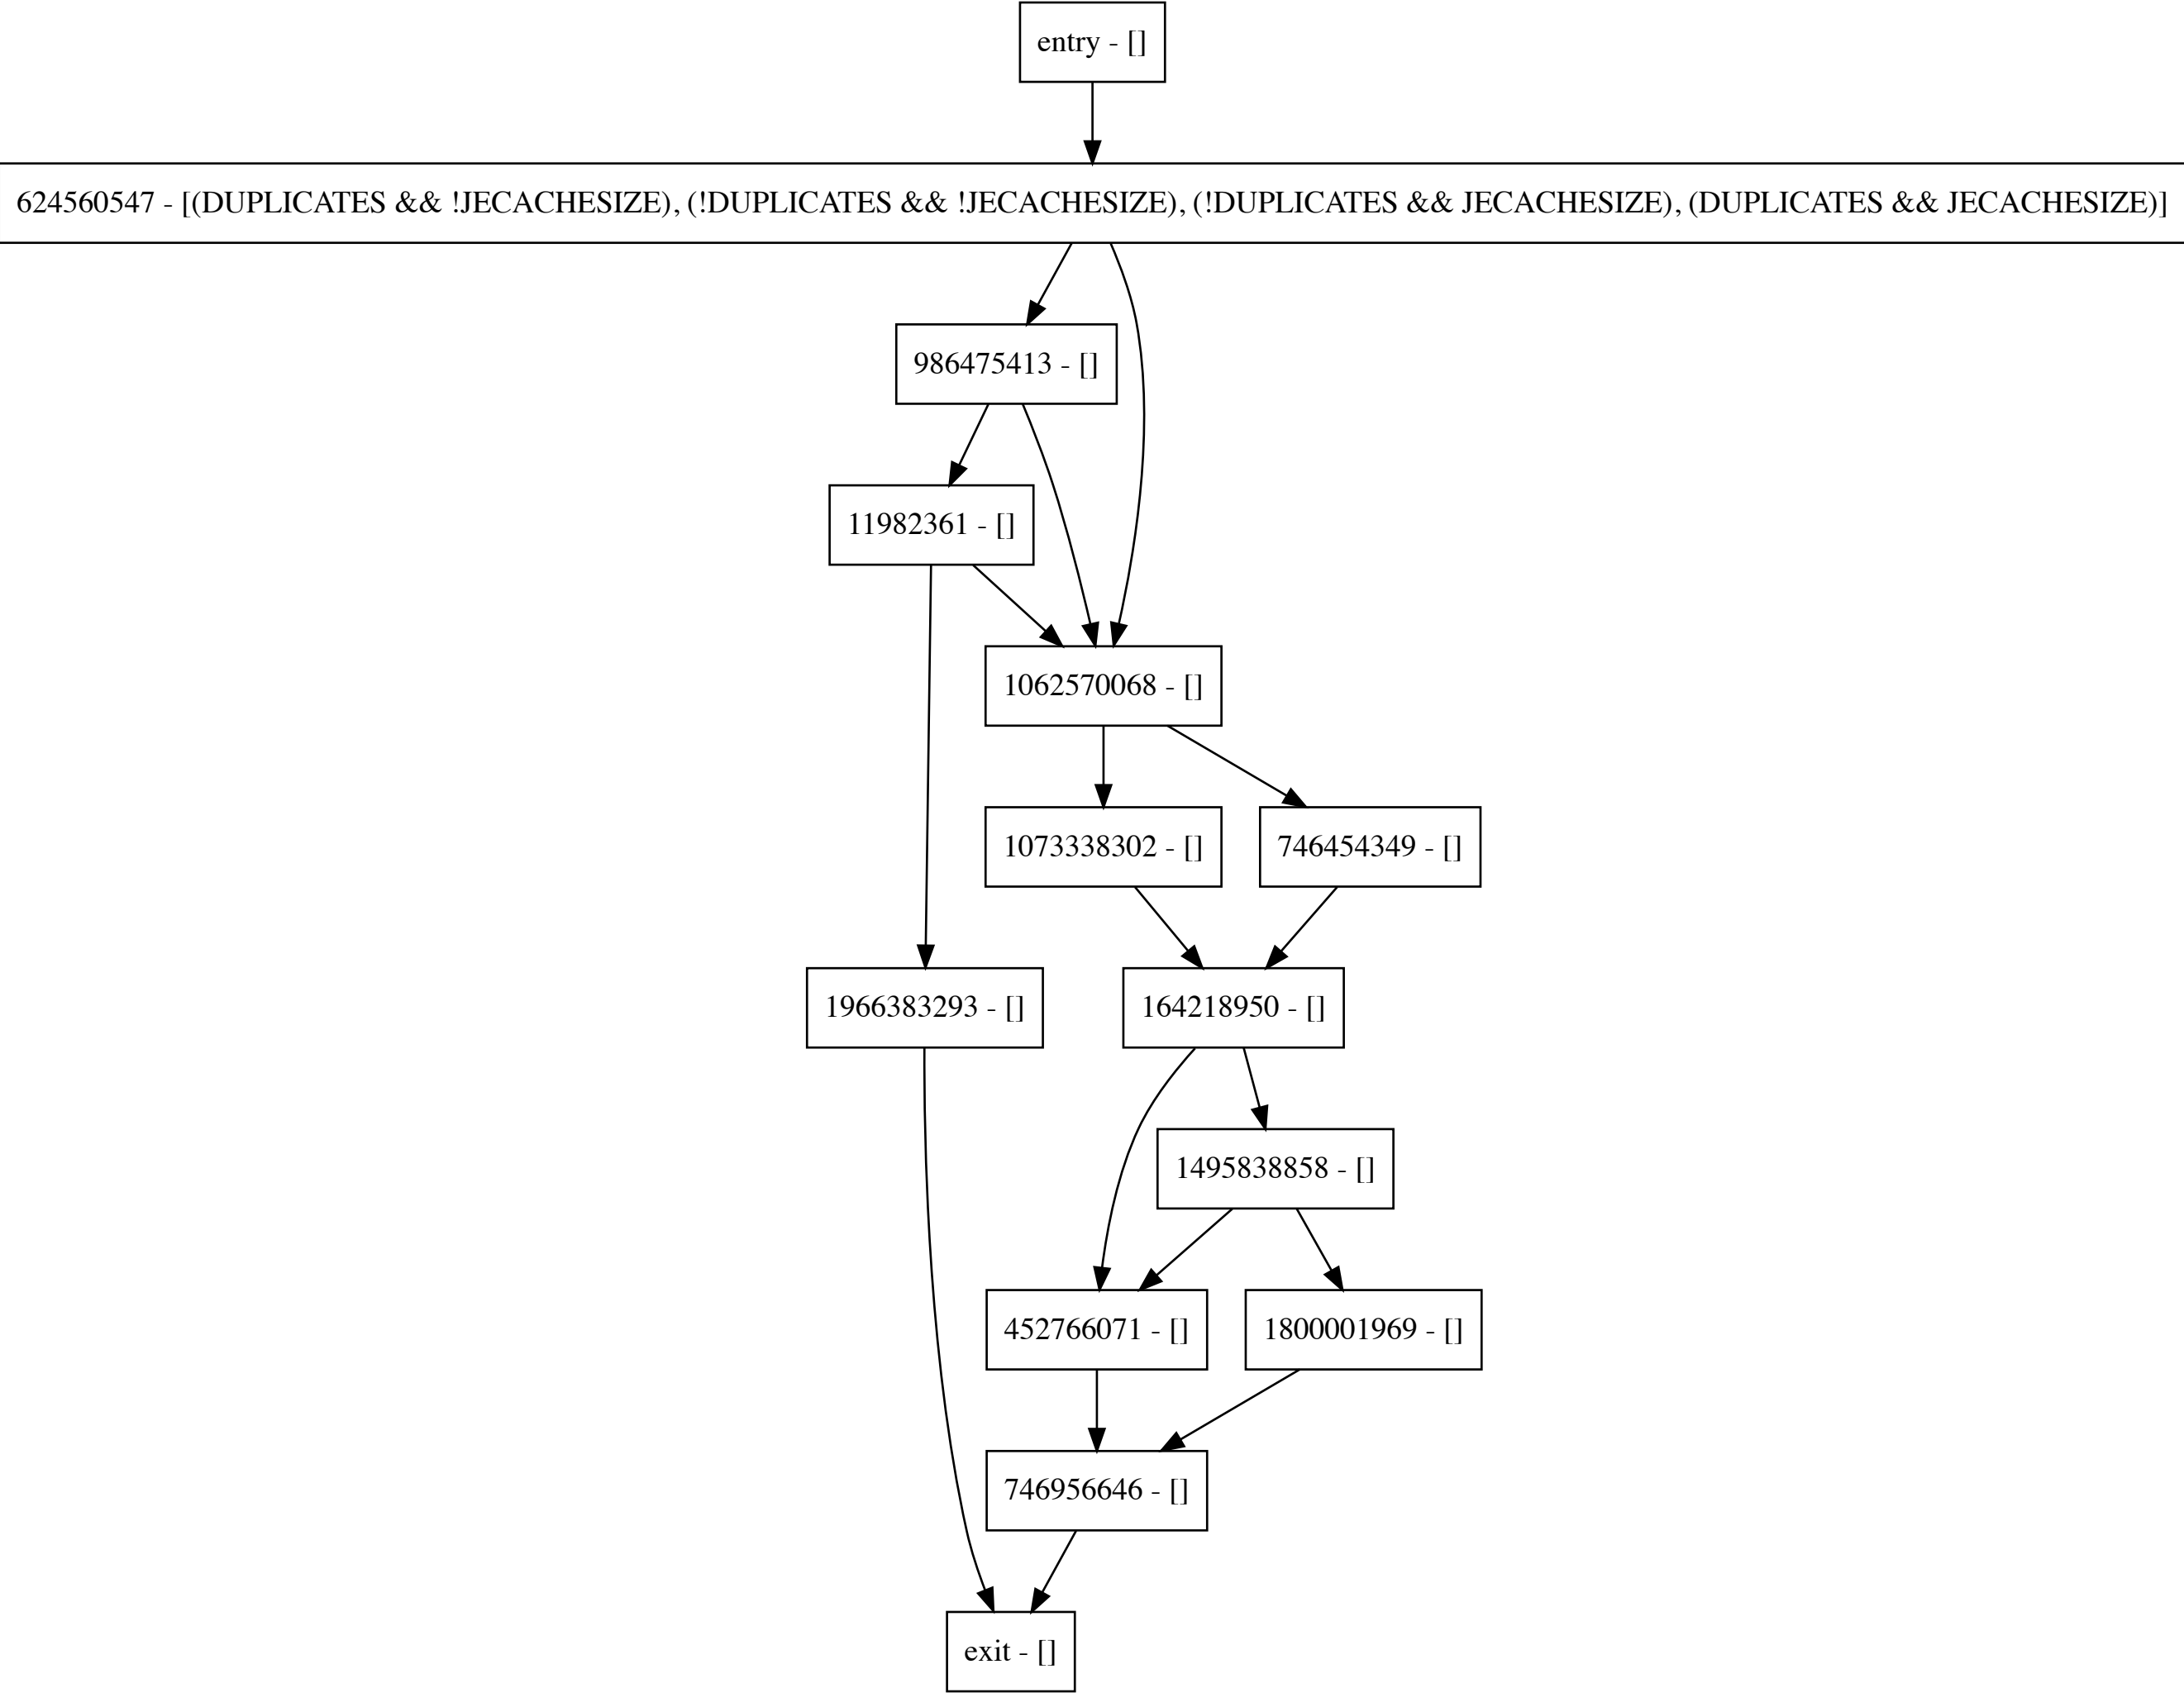 entry - []
624560547 - [(DUPLICATES && !JECACHESIZE), (!DUPLICATES && !JECACHESIZE), (!DUPLICATES && JECACHESIZE), (DUPLICATES && JECACHESIZE)]
986475413 - []
11982361 - []
1062570068 - []
1073338302 - []
746454349 - []
1966383293 - []
164218950 - []
1495838858 - []
452766071 - []
1800001969 - []
746956646 - []
exit - []